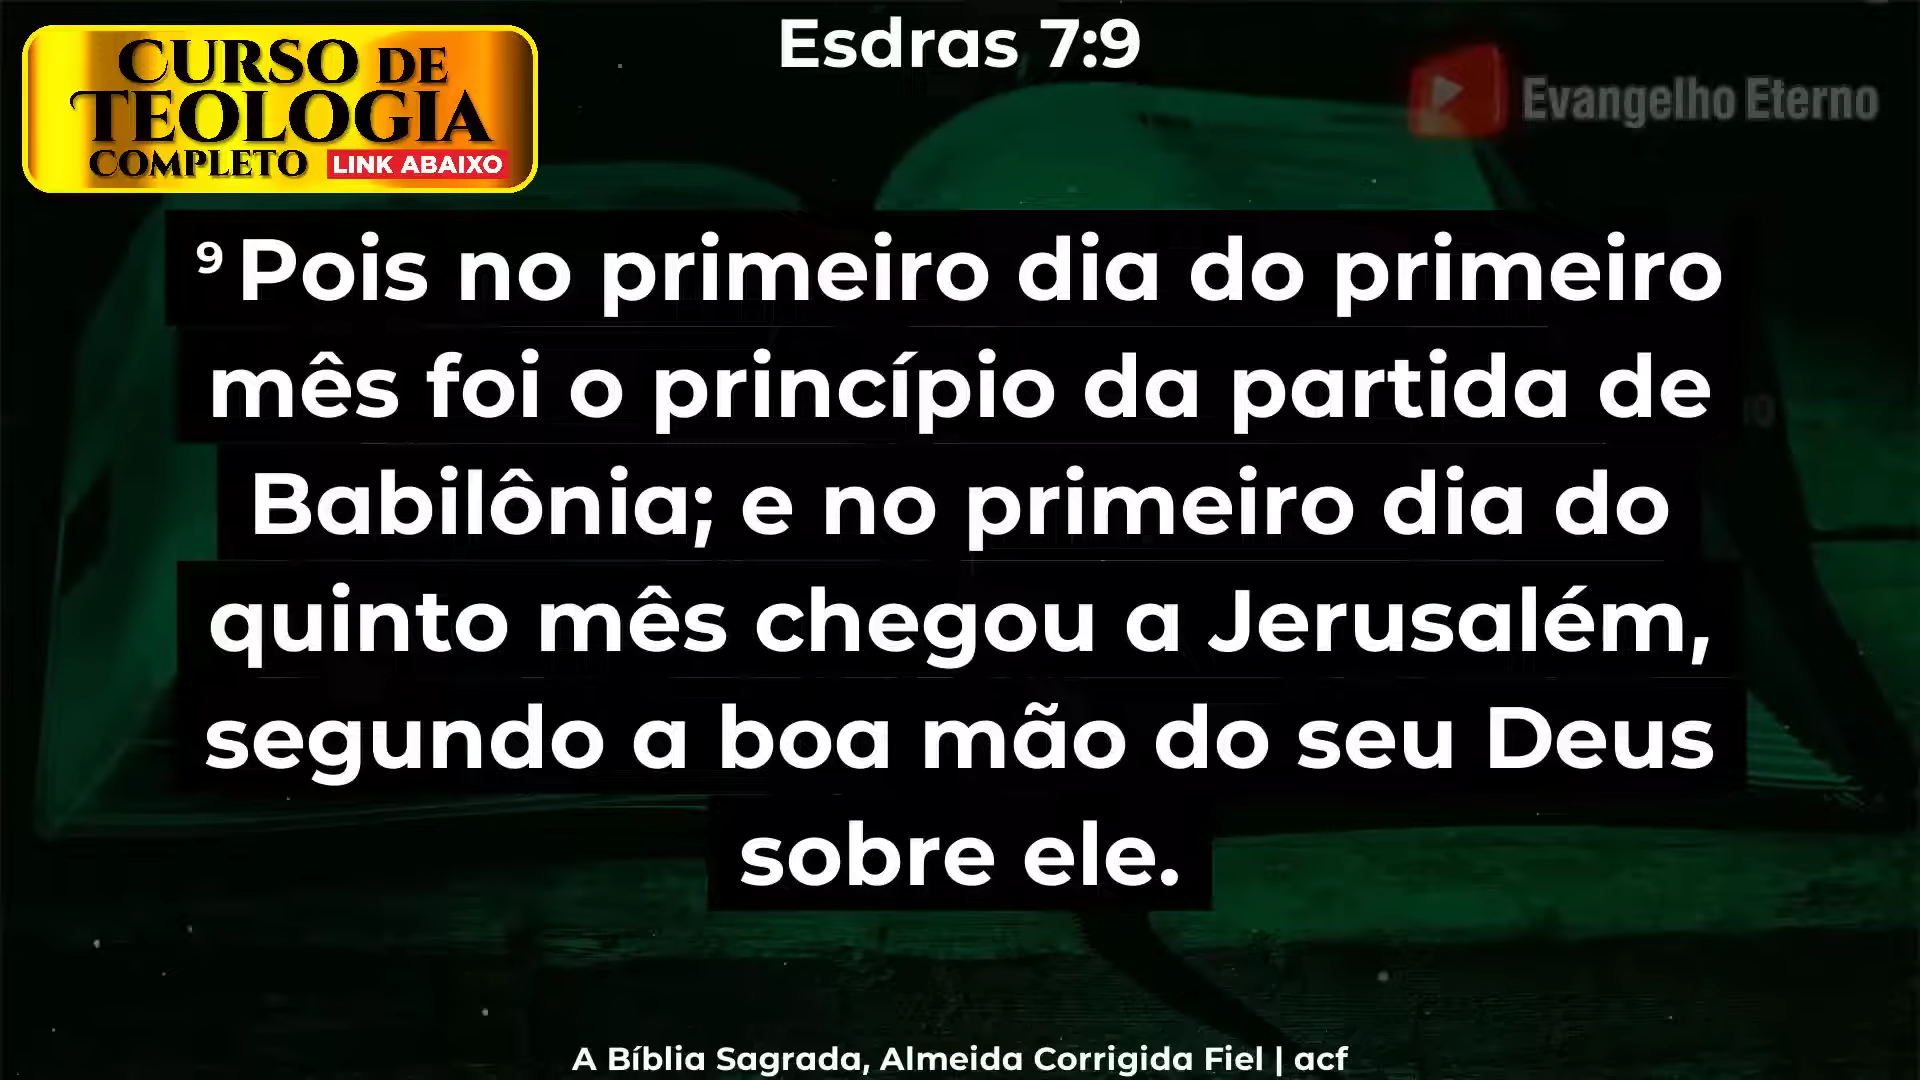 CURSO DE
TEOLOGIA
COMPLETO LINK ABAIXO
Esdras 7:9
Evangelho Eterno
9 Pois no primeiro dia do primeiro
mês foi o princípio da partida de
Babilônia; e no primeiro dia do
quinto mês chegou a Jerusalém,
segundo a boa mão do seu Deus
sobre ele.
A Bíblia Sagrada, Almeida Corrigida Fiel | acf